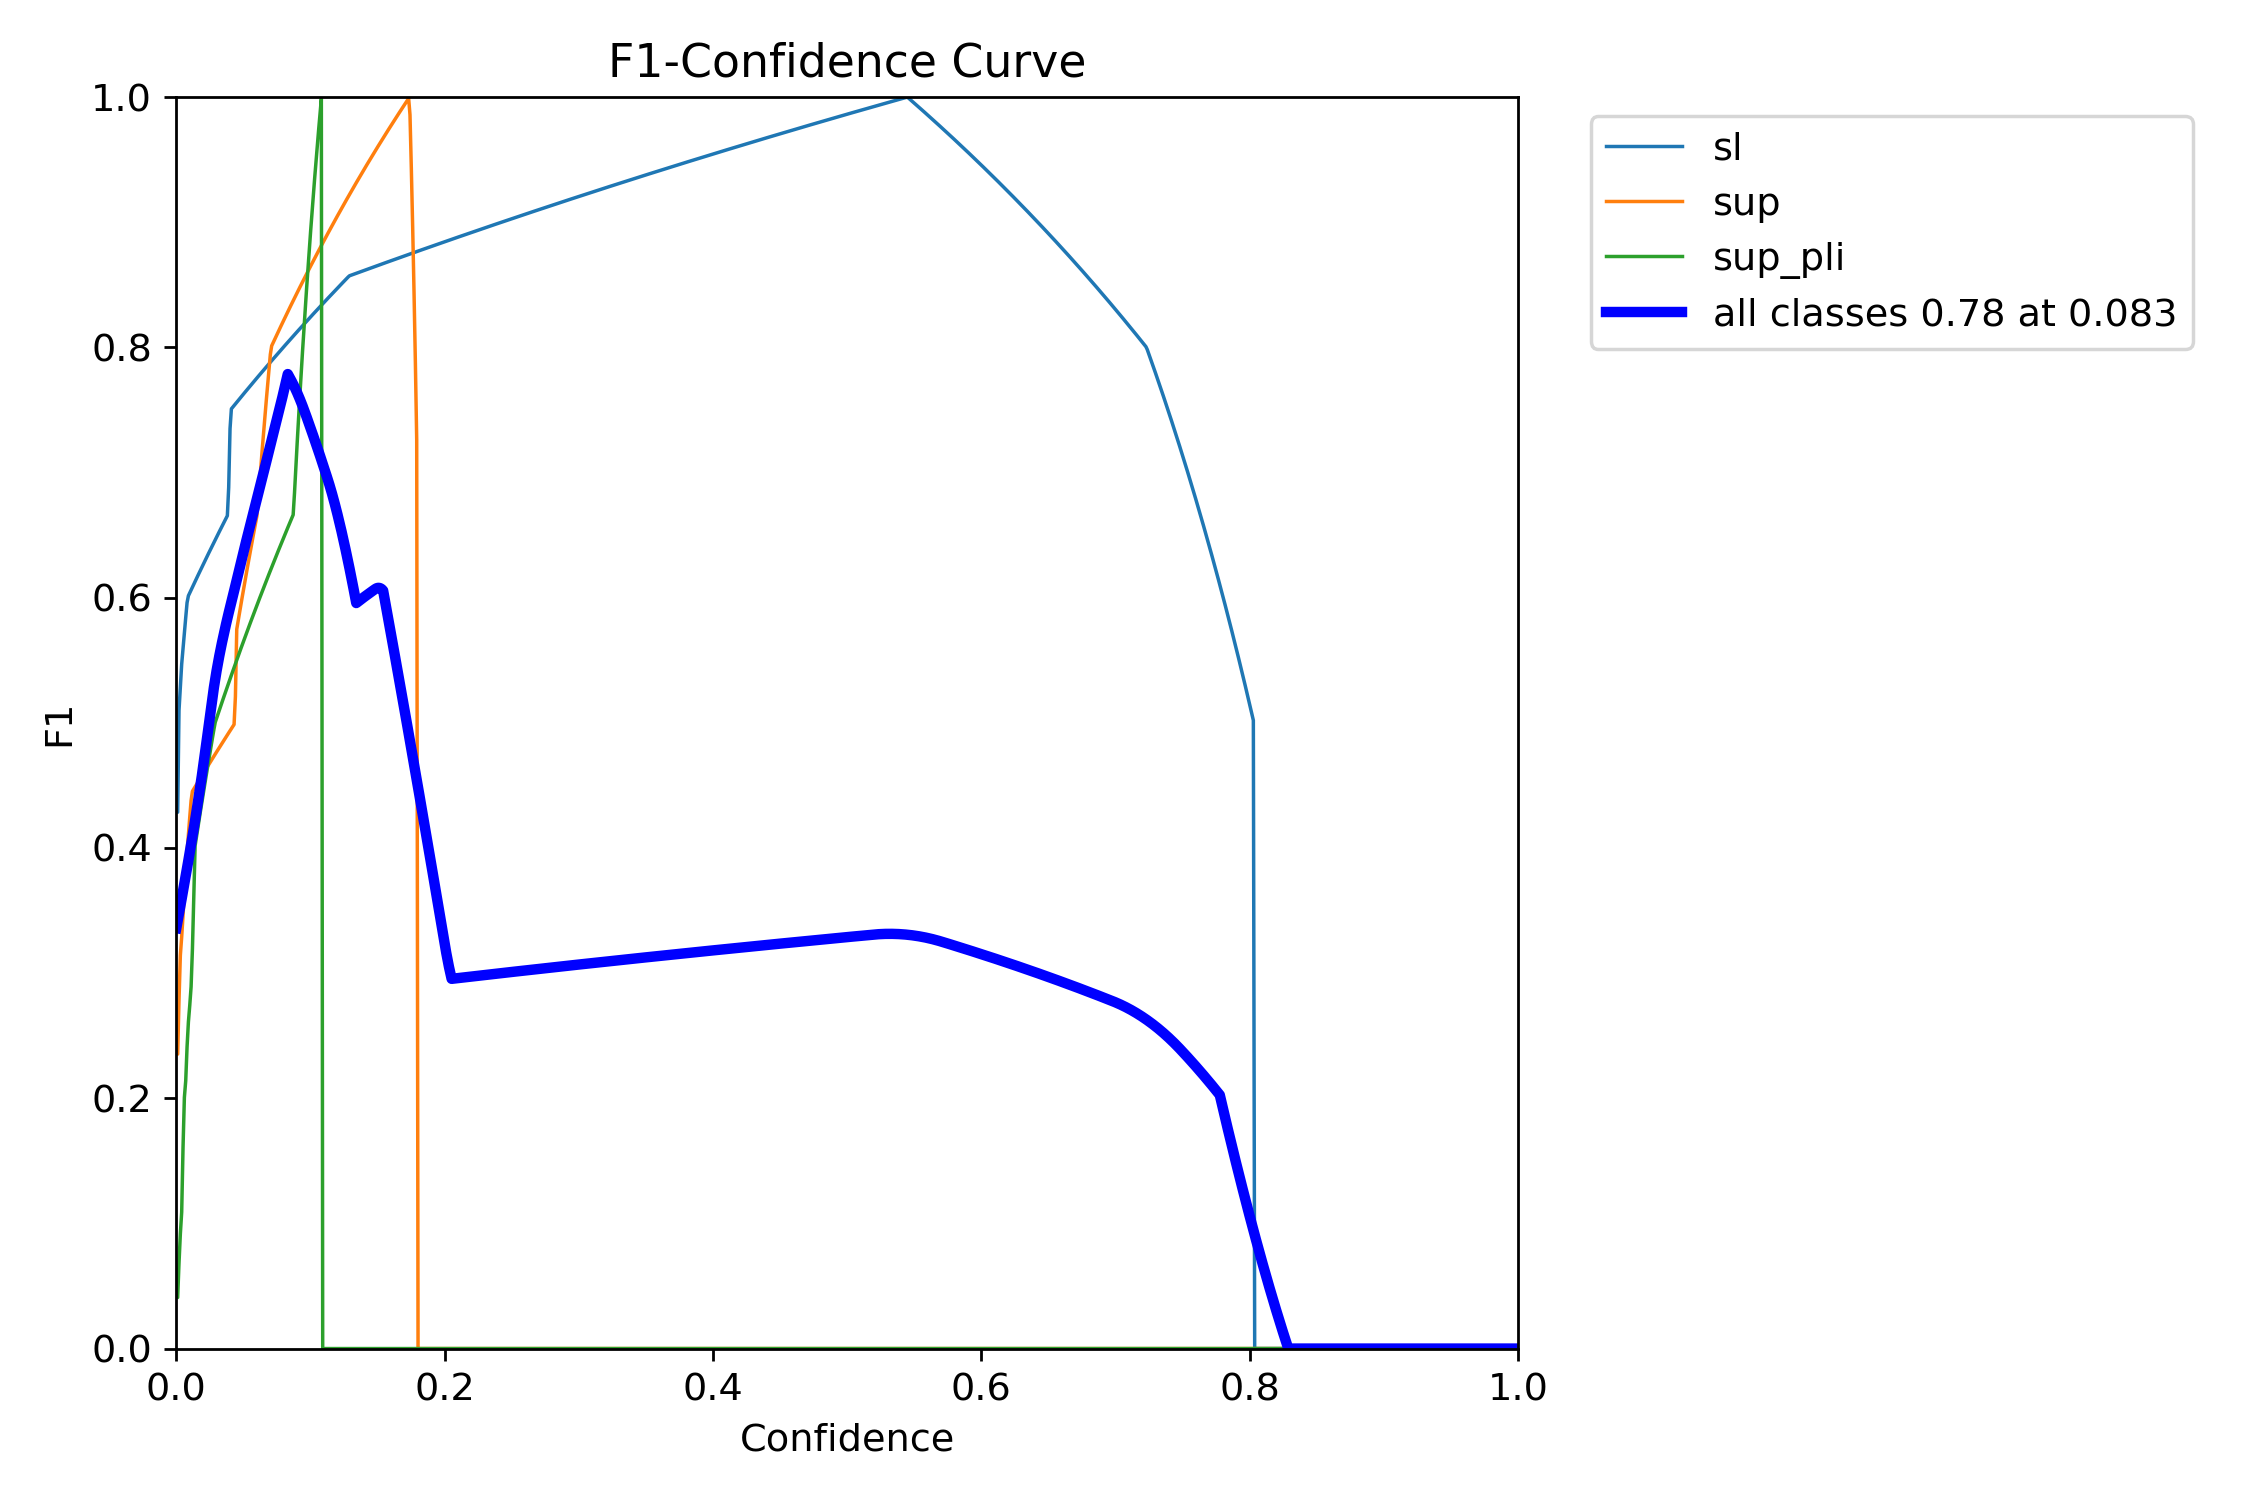 F1-Confidence Curve
1.0
0.8
0.6
0.4
0.2
0.0
F1
0.0 0.2 0.4 0.6 0.8 1.0
Confidence
sl
sup
sup_pli
all classes 0.78 at 0.083